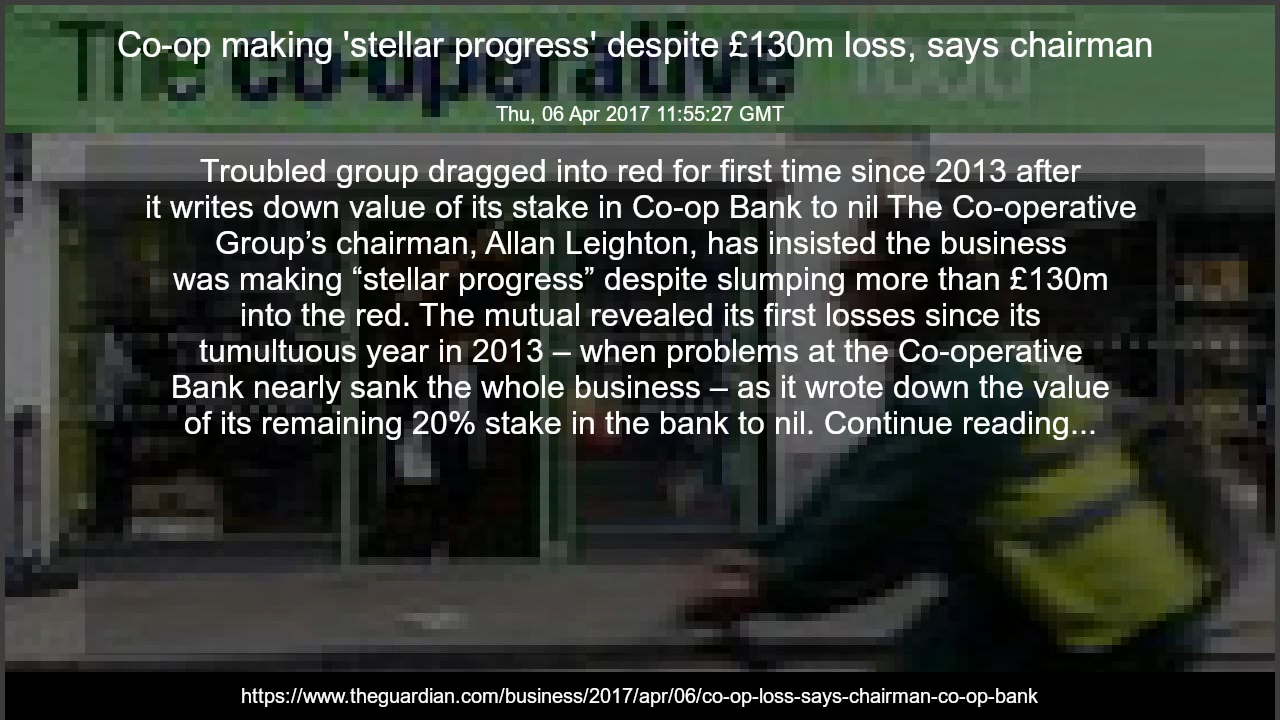 Co-op making 'stellar progress' despite £130m loss, says chairman
The co-operative food
Thu, 06 Apr 2017 11:55:27 GMT
Troubled group dragged into red for first time since 2013 after
it writes down value of its stake in Co-op Bank to nil The Co-operative
Group’s chairman, Allan Leighton, has insisted the business
was making “stellar progress” despite slumping more than £130m
into the red. The mutual revealed its first losses since its
tumultuous year in 2013 – when problems at the Co-operative
Bank nearly sank the whole business – as it wrote down the value
of its remaining 20% stake in the bank to nil. Continue reading...
https://www.theguardian.com/business/2017/apr/06/co-op-loss-says-chairman-co-op-bank